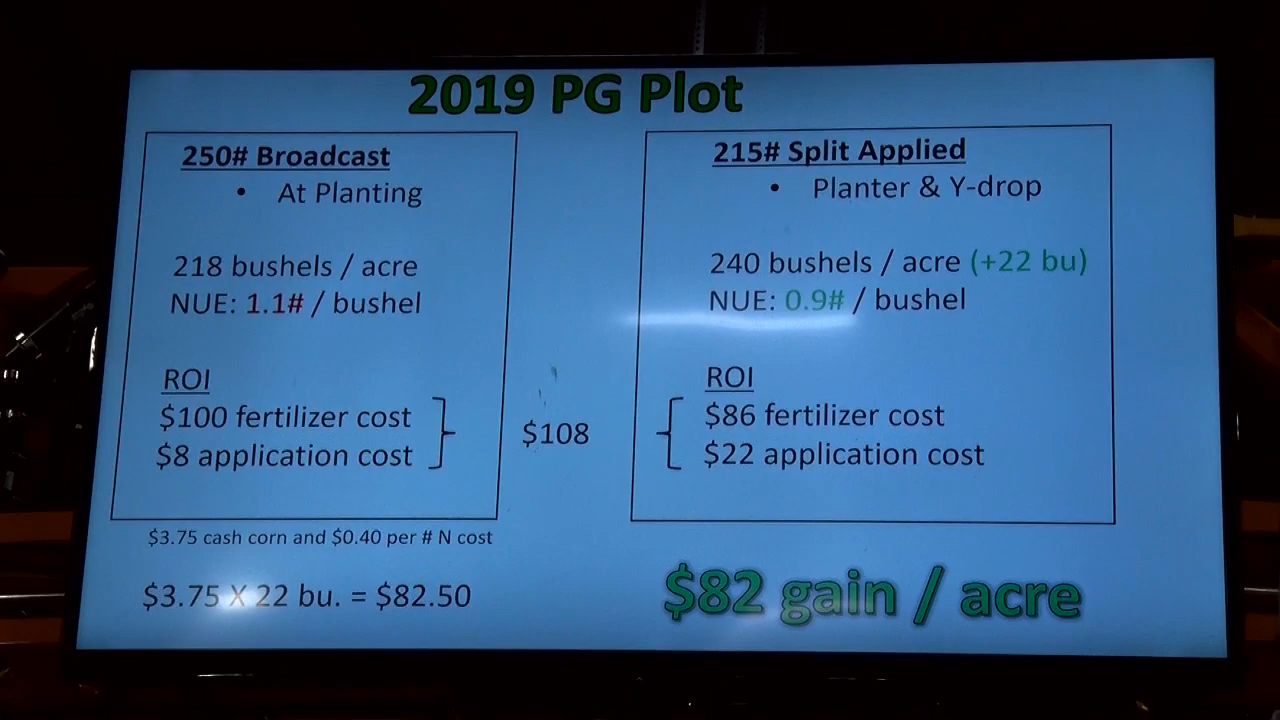 2019 PG Plot
250# Broadcast
• At Planting
218 bushels / acre
NUE: 1.1# / bushel
ROI
$100 fertilizer cost
$8 application cost
$108
215# Split Applied
• Planter & Y-drop
240 bushels / acre (+22 bu)
NUE: 0.9# / bushel
ROI
$86 fertilizer cost
$22 application cost
$3.75 cash corn and $0.40 per # N cost
$3.75 X 22 bu. = $82.50
$82 gain / acre